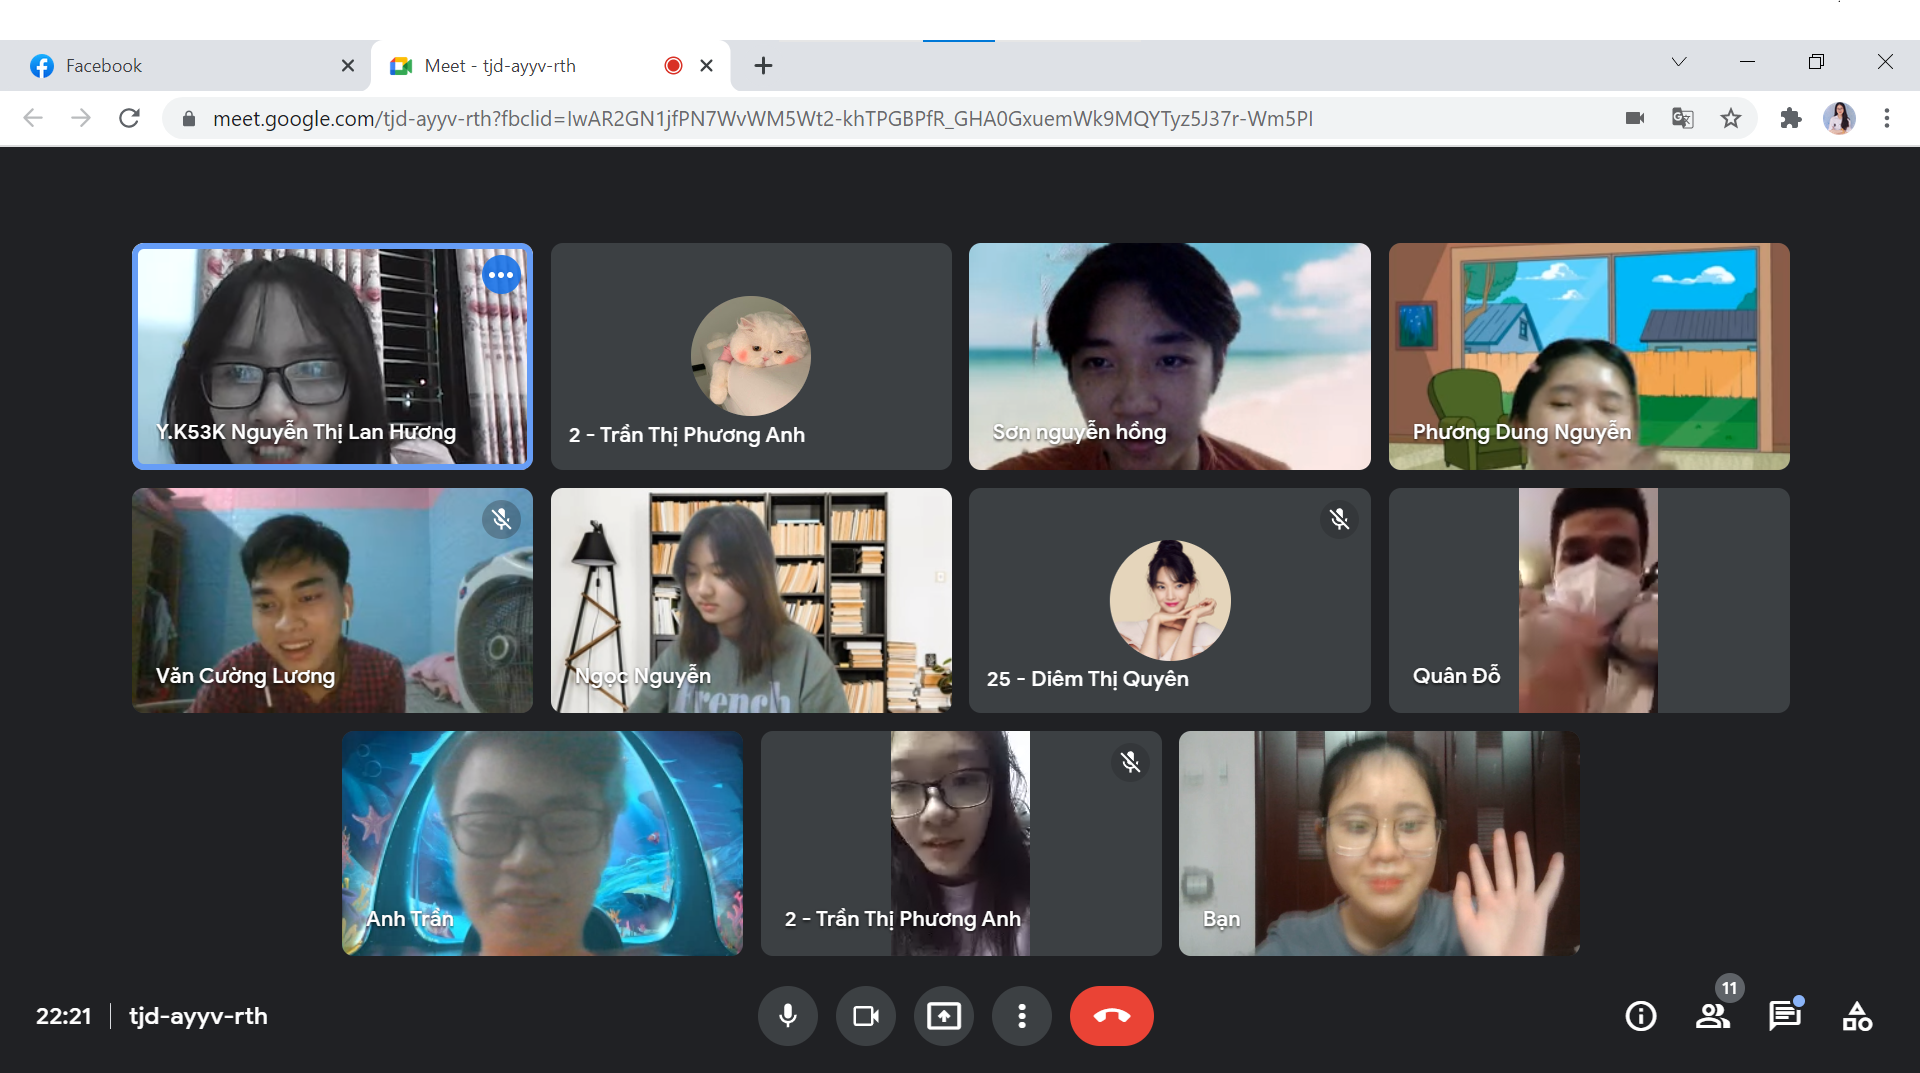 Facebook
Meet - tjd-ayyv-rth
meet.google.com/tjd-ayyv-rth?fbclid=IwAR2GN1jfPN7WvWM5Wt2-khTPGBPfR_GHA0GxuemWk9MQYTyz5J37r-Wm5PI
Y.K53K Nguyễn Thị Lan Hương
2 - Trần Thị Phương Anh
Sơn nguyễn hồng
Phương Dung Nguyễn
Văn Cường Lương
Ngọc Nguyễn
French
25 - Diêm Thị Quyên
Quân Đỗ
Anh Trần
2 - Trần Thị Phương Anh
Bạn
22:21
tjd-ayyv-rth
11